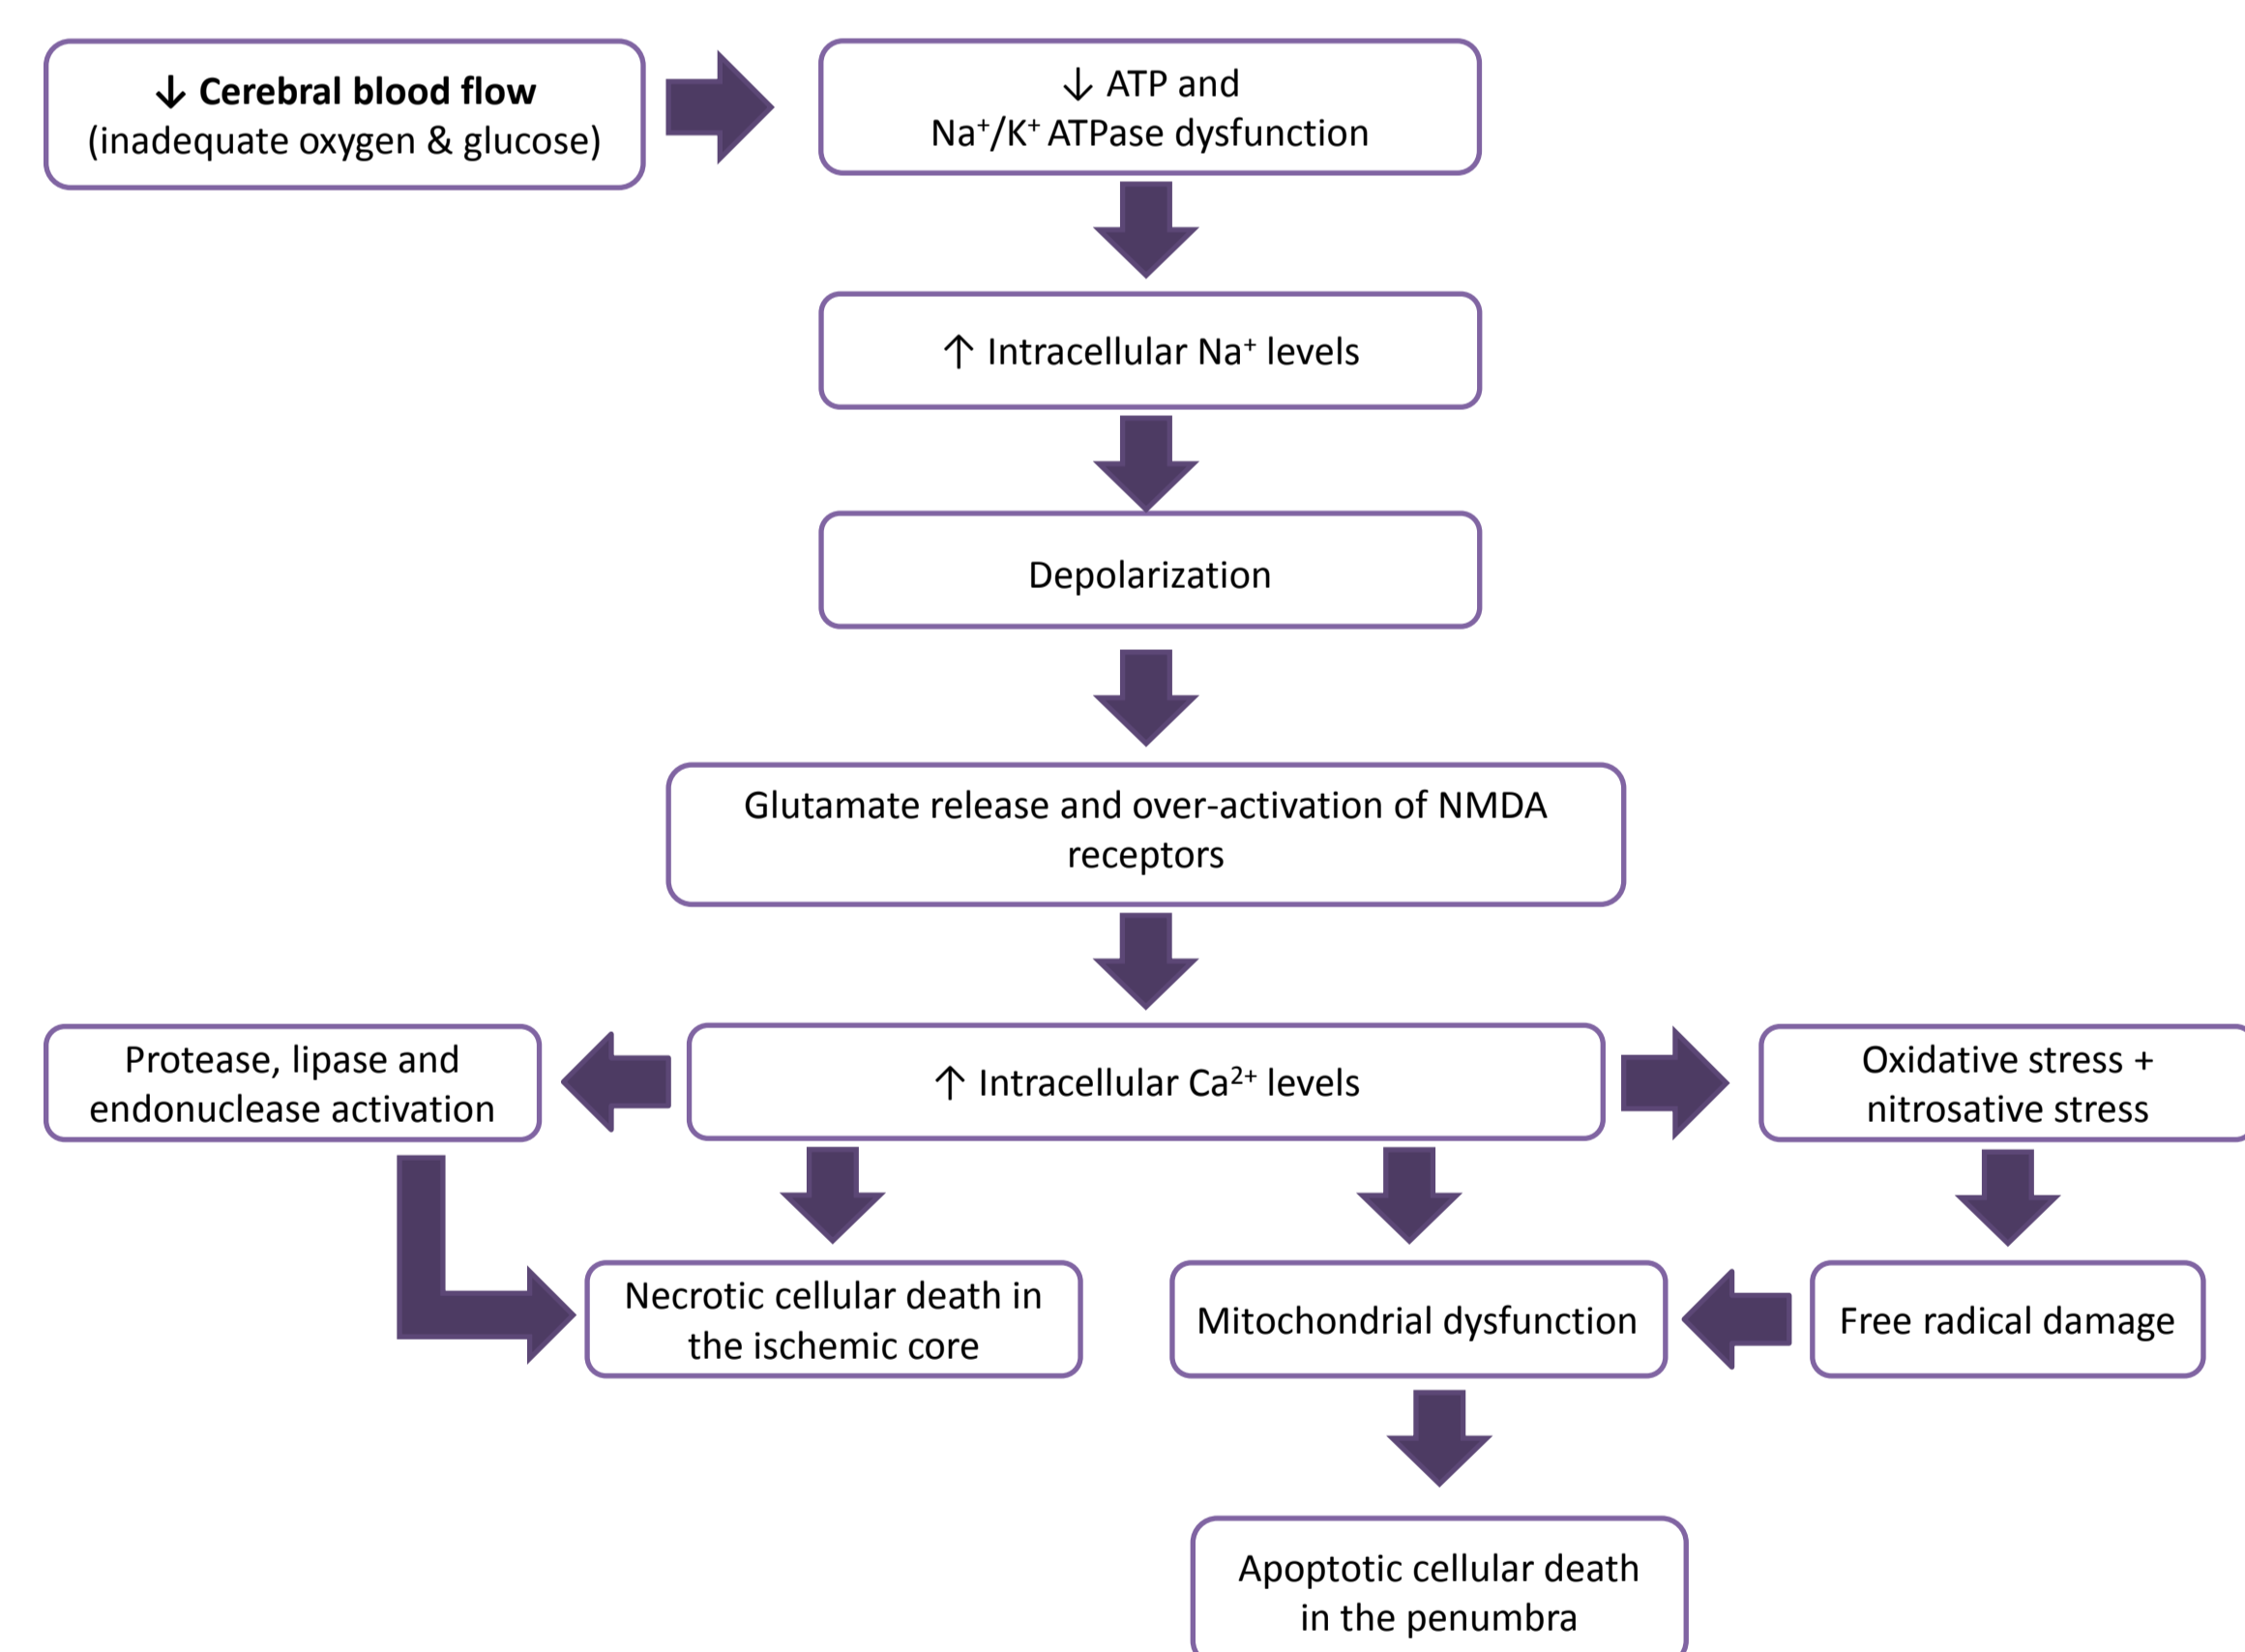 ↓ Cerebral blood flow
(inadequate oxygen & glucose)
↓ ATP and
Na⁺/K⁺ ATPase dysfunction
↑ Intracellular Na⁺ levels
Depolarization
Glutamate release and over-activation of NMDA
receptors
Protease, lipase and
endonuclease activation
↑ Intracellular Ca²⁺ levels
Oxidative stress +
nitrosative stress
Necrotic cellular death in
the ischemic core
Mitochondrial dysfunction
Free radical damage
Apoptotic cellular death
in the penumbra